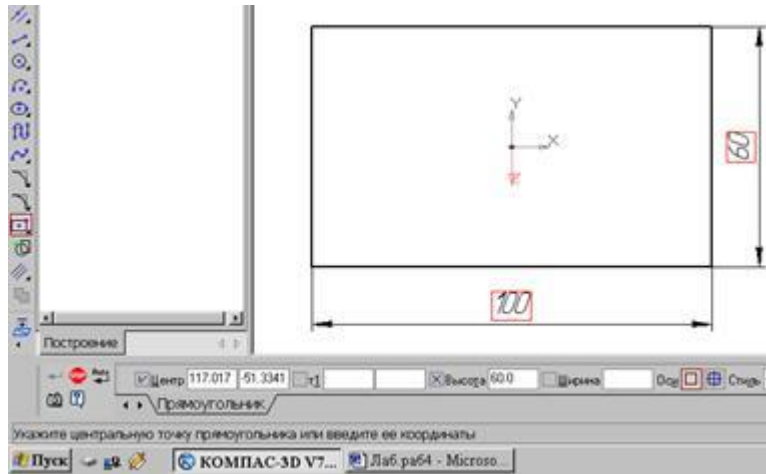 Y
X
60
100
Построение
Центр 117.017 -51.3341 т1 Высота 60.0 Ширина Оси Стиль
Прямоугольник
Укажите центральную точку прямоугольника или введите ее координаты
Пуск КОМПАС-3D V7... Лаб.раб4 - Microso...